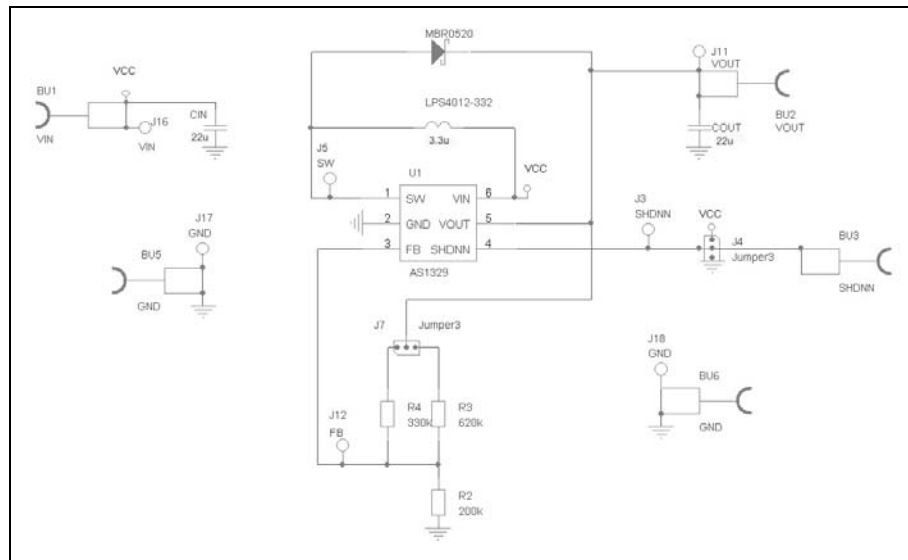 MBR0520
J11
VOUT
VCC
BU1
LPS4012-332
CIN
J16
BU2
VOUT
COUT
22u
VIN
VIN
22u
3.3u
J5
SW
VCC
U1
1 SW VIN 6
2 GND VOUT 5
3 FB SHDNN 4
AS1329
J3
SHDNN
VCC
J4
Jumper3
BU3
SHDNN
J17
GND
BU5
GND
J7 Jumper3
J18
GND
BU6
GND
R4
330k
R3
620k
J12
FB
R2
200k